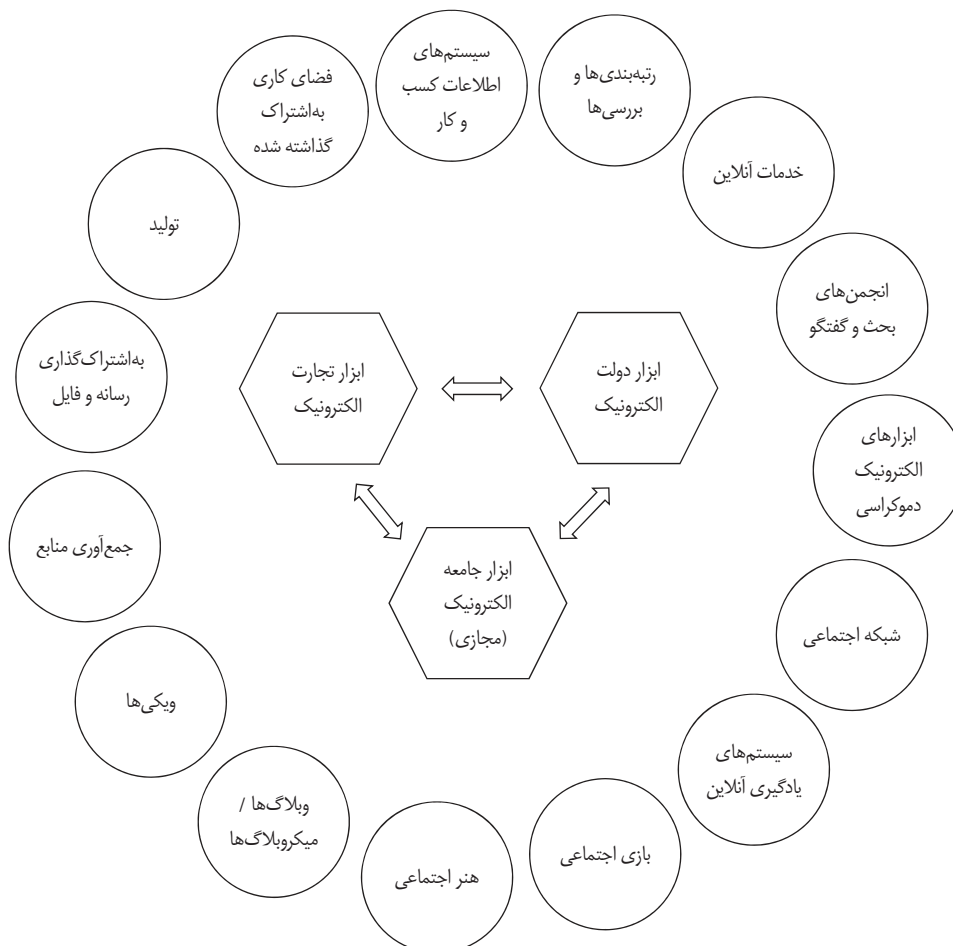 سیستم‌های
اطلاعات کسب
و کار
رتبه‌بندی‌ها و
بررسی‌ها
خدمات آنلاین
انجمن‌های
بحث و گفتگو
ابزارهای
الکترونیک
دموکراسی
شبکه اجتماعی
سیستم‌های
یادگیری آنلاین
بازی اجتماعی
هنر اجتماعی
وبلاگ‌ها /
میکروبلاگ‌ها
ویکی‌ها
جمع‌آوری منابع
به‌اشتراک‌گذاری
رسانه و فایل
تولید
فضای کاری
به‌اشتراک
گذاشته شده
ابزار دولت
الکترونیک
ابزار تجارت
الکترونیک
ابزار جامعه
الکترونیک
(مجازی)